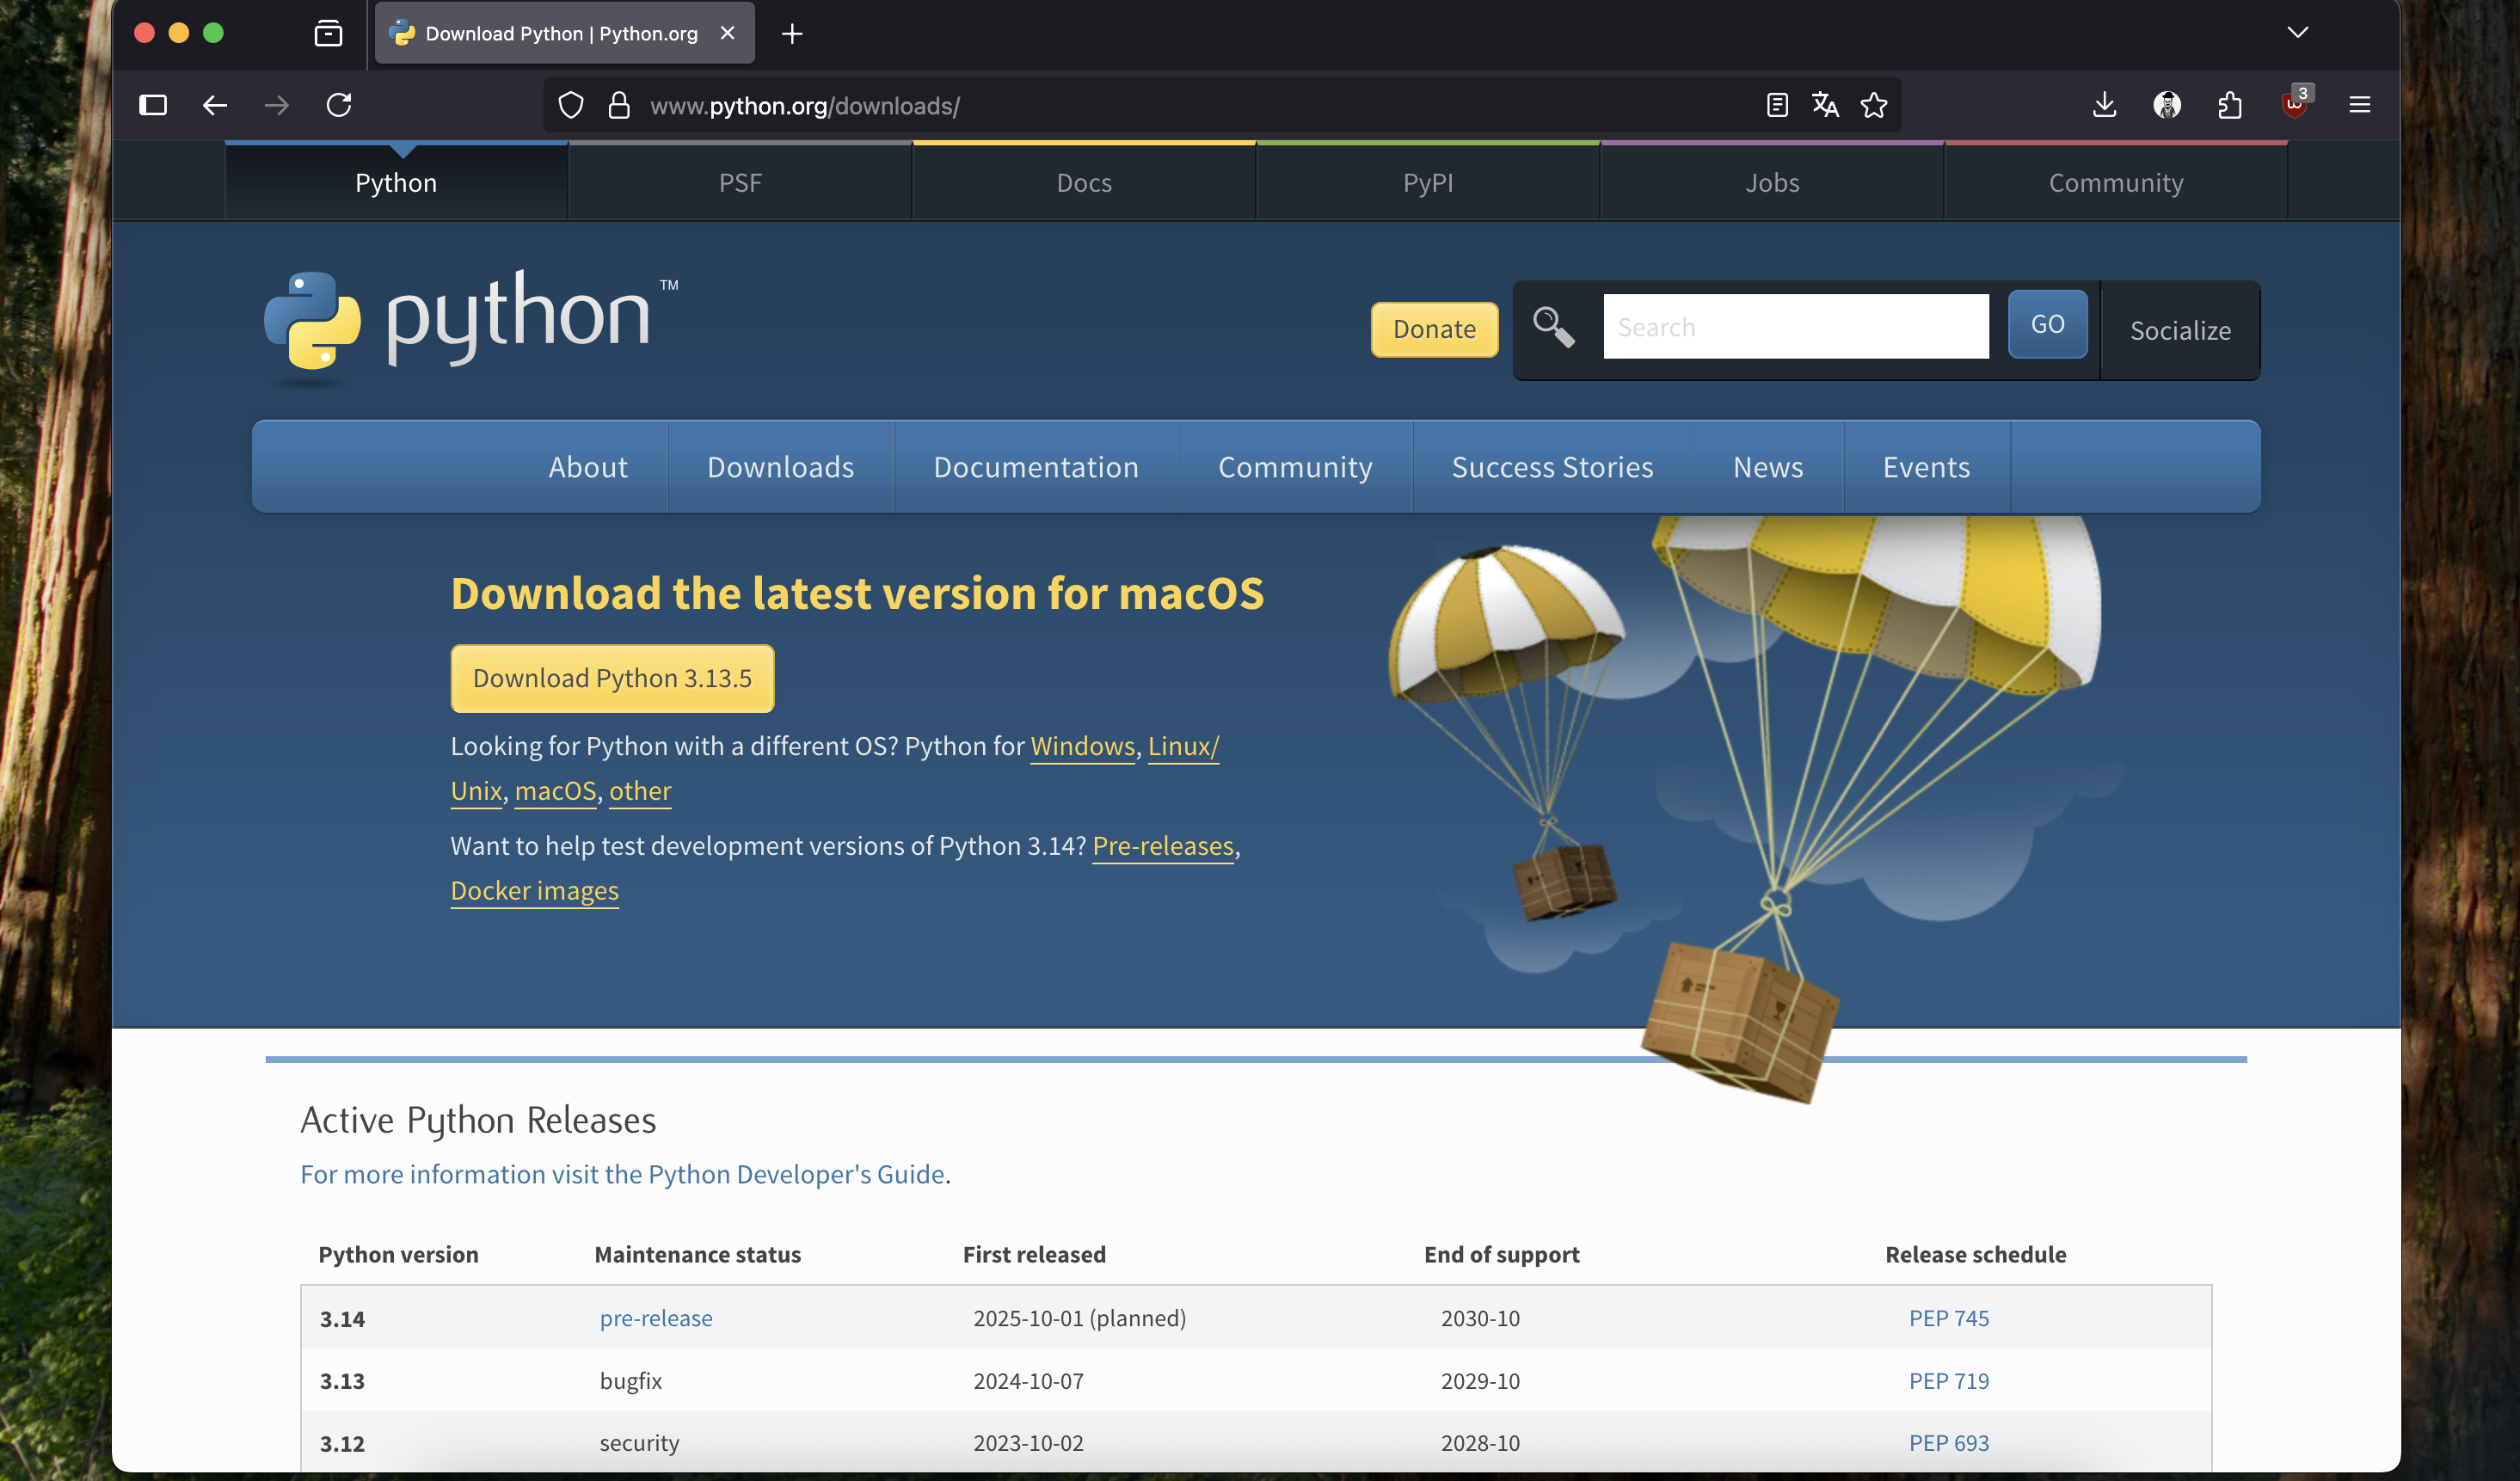 Download Python | Python.org
www.python.org/downloads/
3
Python PSF Docs PyPI Jobs Community
python™
Donate Search GO Socialize
About Downloads Documentation Community Success Stories News Events
Download the latest version for macOS
Download Python 3.13.5
Looking for Python with a different OS? Python for Windows, Linux/
Unix, macOS, other
Want to help test development versions of Python 3.14? Pre-releases,
Docker images
Active Python Releases
For more information visit the Python Developer's Guide.
Python version Maintenance status First released End of support Release schedule
3.14 pre-release 2025-10-01 (planned) 2030-10 PEP 745
3.13 bugfix 2024-10-07 2029-10 PEP 719
3.12 security 2023-10-02 2028-10 PEP 693